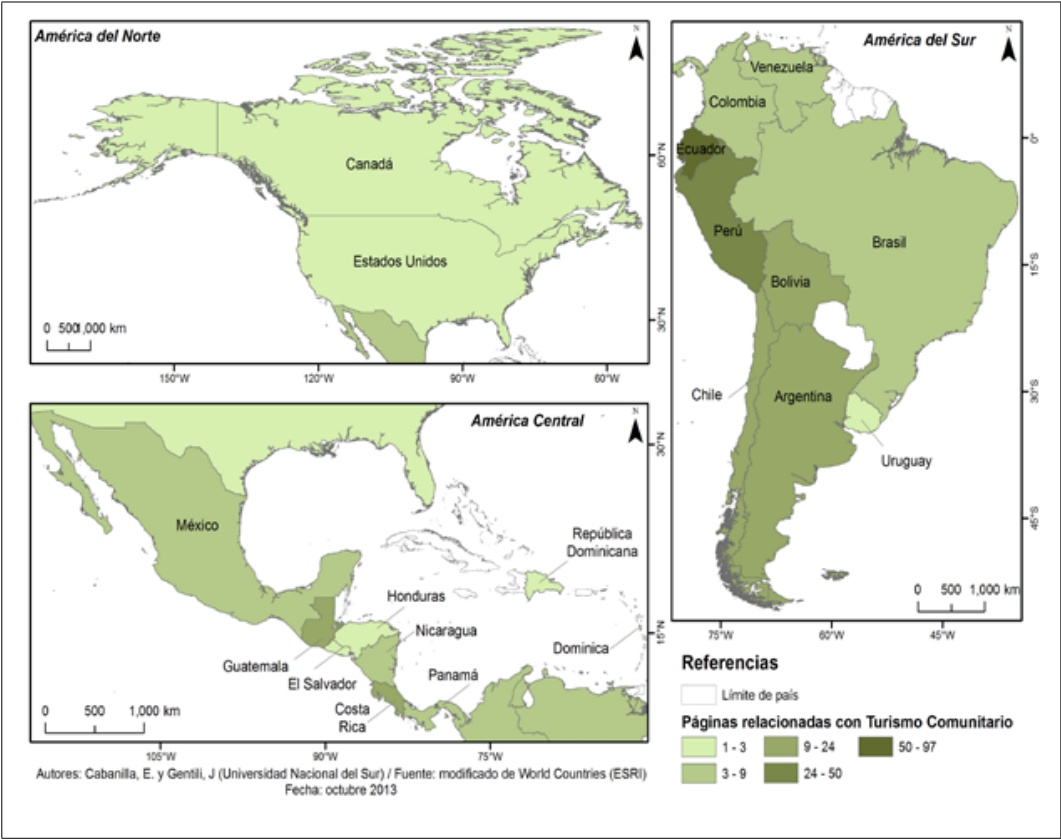 América del Norte
N
Canadá
Estados Unidos
0 500 1,000 km
60°N
30°N
150°W 120°W 90°W 60°W
América Central
N
México
República
Dominicana
Honduras
Nicaragua
Guatemala
El Salvador
Panamá
Costa
Rica
Dominica
0 500 1,000 km
30°N
15°N
105°W 90°W 75°W
América del Sur
N
Venezuela
Colombia
Ecuador
Perú
Brasil
Bolivia
Chile
Argentina
Uruguay
0 500 1,000 km
0°
15°S
30°S
45°S
75°W 60°W 45°W
Referencias
Límite de país
Páginas relacionadas con Turismo Comunitario
1 - 3 9 - 24 50 - 97
3 - 9 24 - 50
Autores: Cabanilla, E. y Gentili, J (Universidad Nacional del Sur) / Fuente: modificado de World Countries (ESRI)
Fecha: octubre 2013